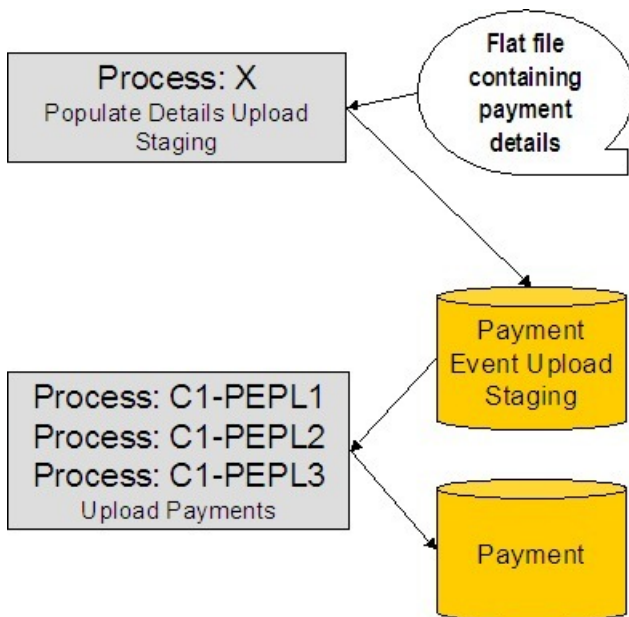 Process: X
Populate Details Upload
Staging
Flat file
containing
payment
details
Payment
Event Upload
Staging
Process: C1-PEPL1
Process: C1-PEPL2
Process: C1-PEPL3
Upload Payments
Payment